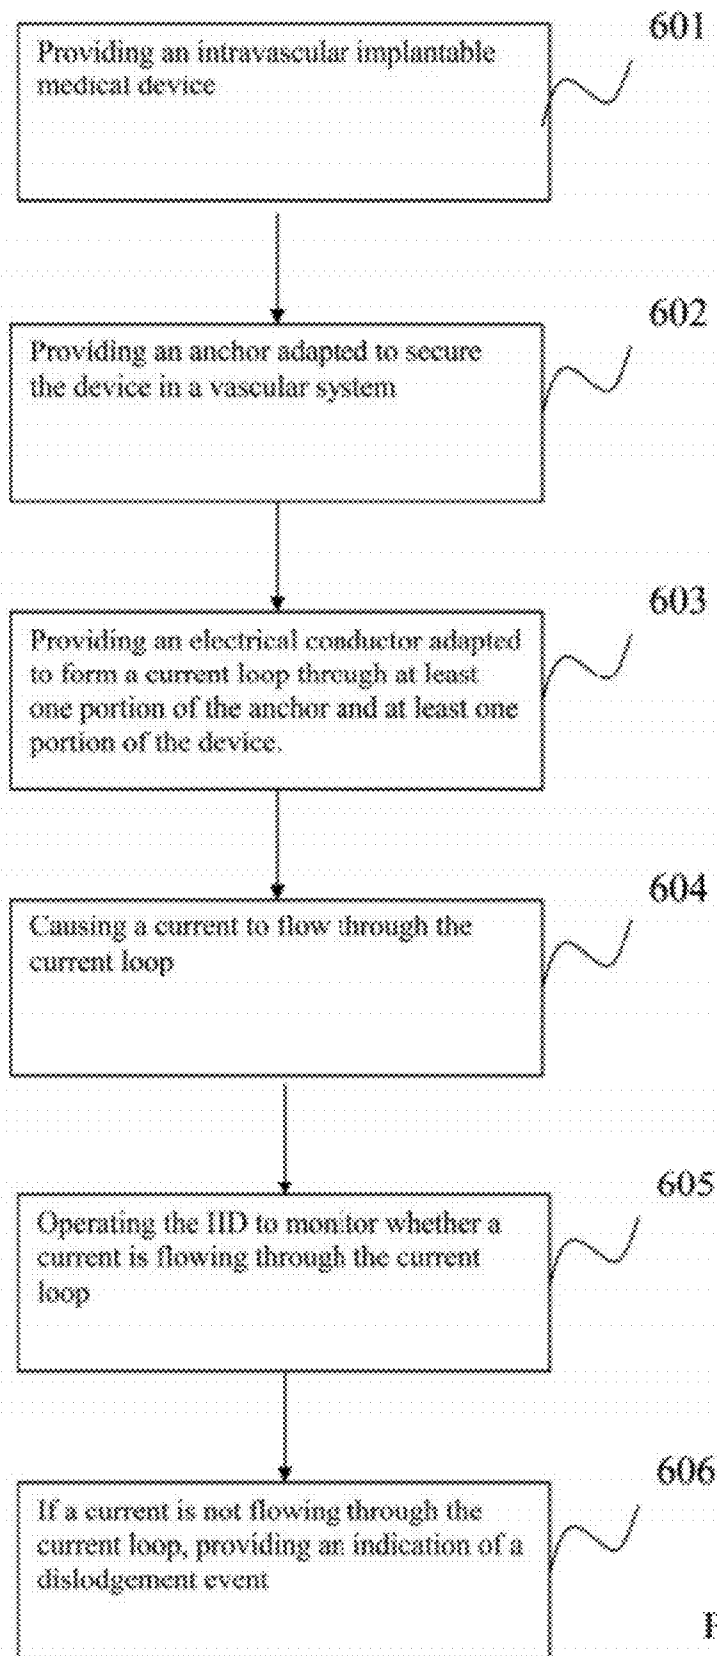 601
Providing an intravascular implantable
medical device
602
Providing an anchor adapted to secure
the device in a vascular system
603
Providing an electrical conductor adapted
to form a current loop through at least
one portion of the anchor and at least one
portion of the device.
604
Causing a current to flow through the
current loop
605
Operating the IID to monitor whether a
current is flowing through the current
loop
606
If a current is not flowing through the
current loop, providing an indication of a
dislodgement event